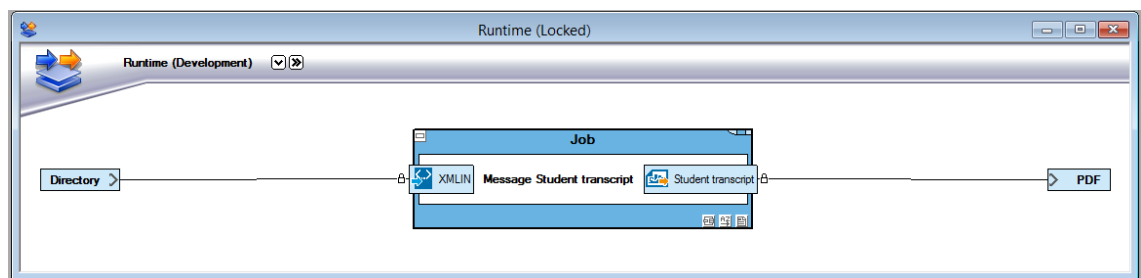 Runtime (Locked)
Runtime (Development)
Job
Directory
XMLIN
Message Student transcript
Student transcript
PDF